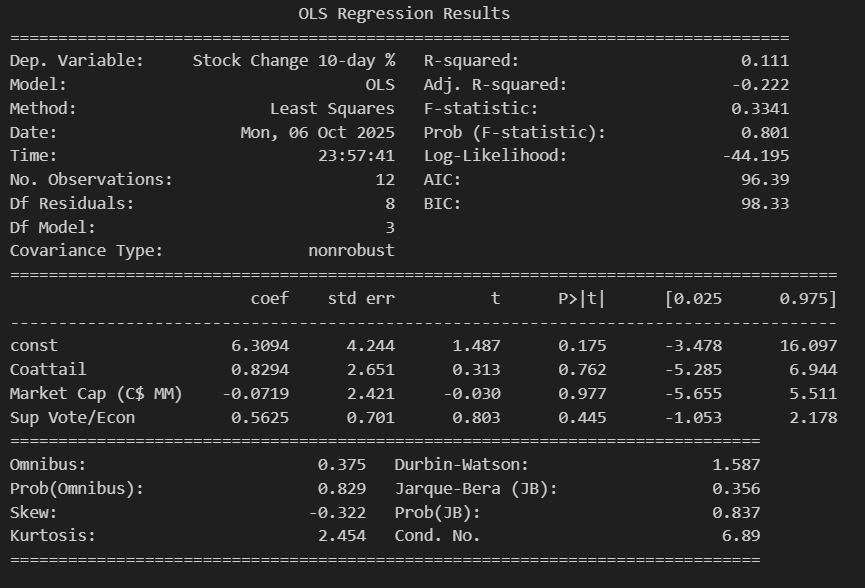 OLS Regression Results
==============================================================================
Dep. Variable:     Stock Change 10-day %   R-squared:                       0.111
Model:                               OLS   Adj. R-squared:                 -0.222
Method:                    Least Squares   F-statistic:                    0.3341
Date:                   Mon, 06 Oct 2025   Prob (F-statistic):              0.801
Time:                           23:57:41   Log-Likelihood:                -44.195
No. Observations:                     12   AIC:                             96.39
Df Residuals:                          8   BIC:                             98.33
Df Model:                              3
Covariance Type:               nonrobust
======================================================================================
                         coef    std err          t      P>|t|      [0.025      0.975]
--------------------------------------------------------------------------------------
const                  6.3094      4.244      1.487      0.175      -3.478      16.097
Coattail               0.8294      2.651      0.313      0.762      -5.285       6.944
Market Cap (C$ MM)    -0.0719      2.421     -0.030      0.977      -5.655       5.511
Sup Vote/Econ          0.5625      0.701      0.803      0.445      -1.053       2.178
==============================================================================
Omnibus:                        0.375   Durbin-Watson:                   1.587
Prob(Omnibus):                  0.829   Jarque-Bera (JB):                0.356
Skew:                          -0.322   Prob(JB):                        0.837
Kurtosis:                       2.454   Cond. No.                         6.89
==============================================================================